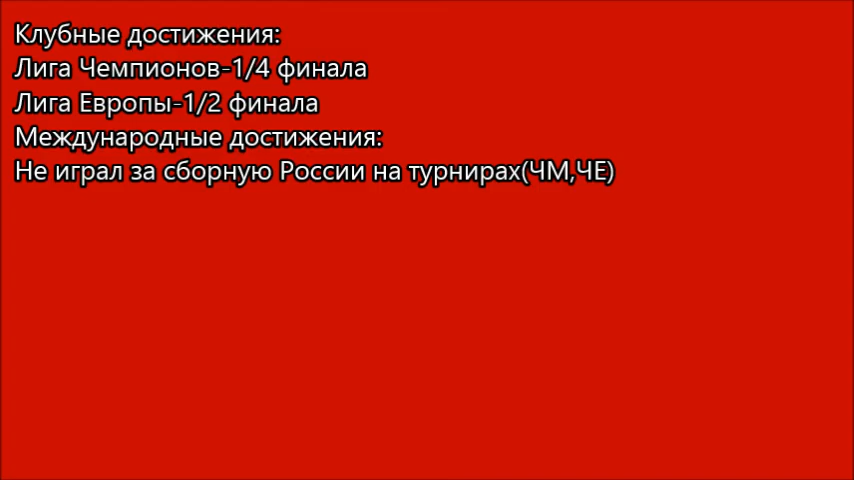 Клубные достижения:
Лига Чемпионов-1/4 финала
Лига Европы-1/2 финала
Международные достижения:
Не играл за сборную России на турнирах(ЧМ,ЧЕ)